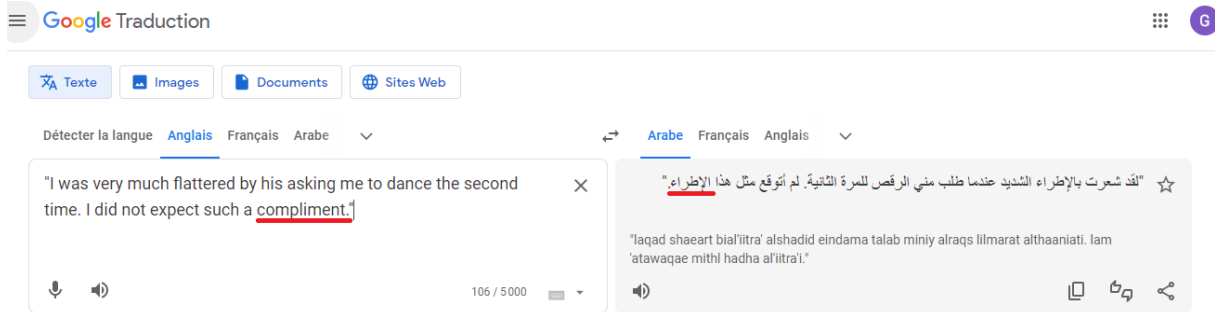 Google Traduction
G
Texte
Images
Documents
Sites Web
Détecter la langue Anglais Français Arabe
Arabe Français Anglais
"I was very much flattered by his asking me to dance the second
time. I did not expect such a compliment."
106 / 5000
"لقد شعرت بالإطراء الشديد عندما طلب مني الرقص للمرة الثانية. لم أتوقع مثل هذا الإطراء."
"laqad shaeart bial'iitra' alshadid eindama talab miniy alraqs lilmarat althaaniati. lam
'atawaqae mithl hadha al'iitra'i."